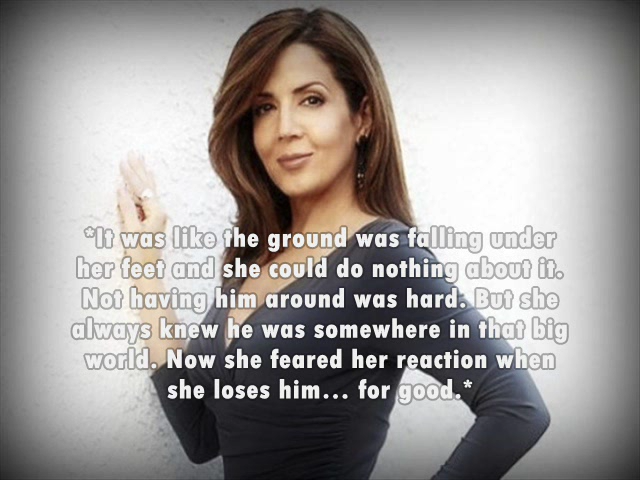 *It was like the ground was falling under
her feet and she could do nothing about it.
Not having him around was hard. But she
always knew he was somewhere in that big
world. Now she feared her reaction when
she loses him... for good.*